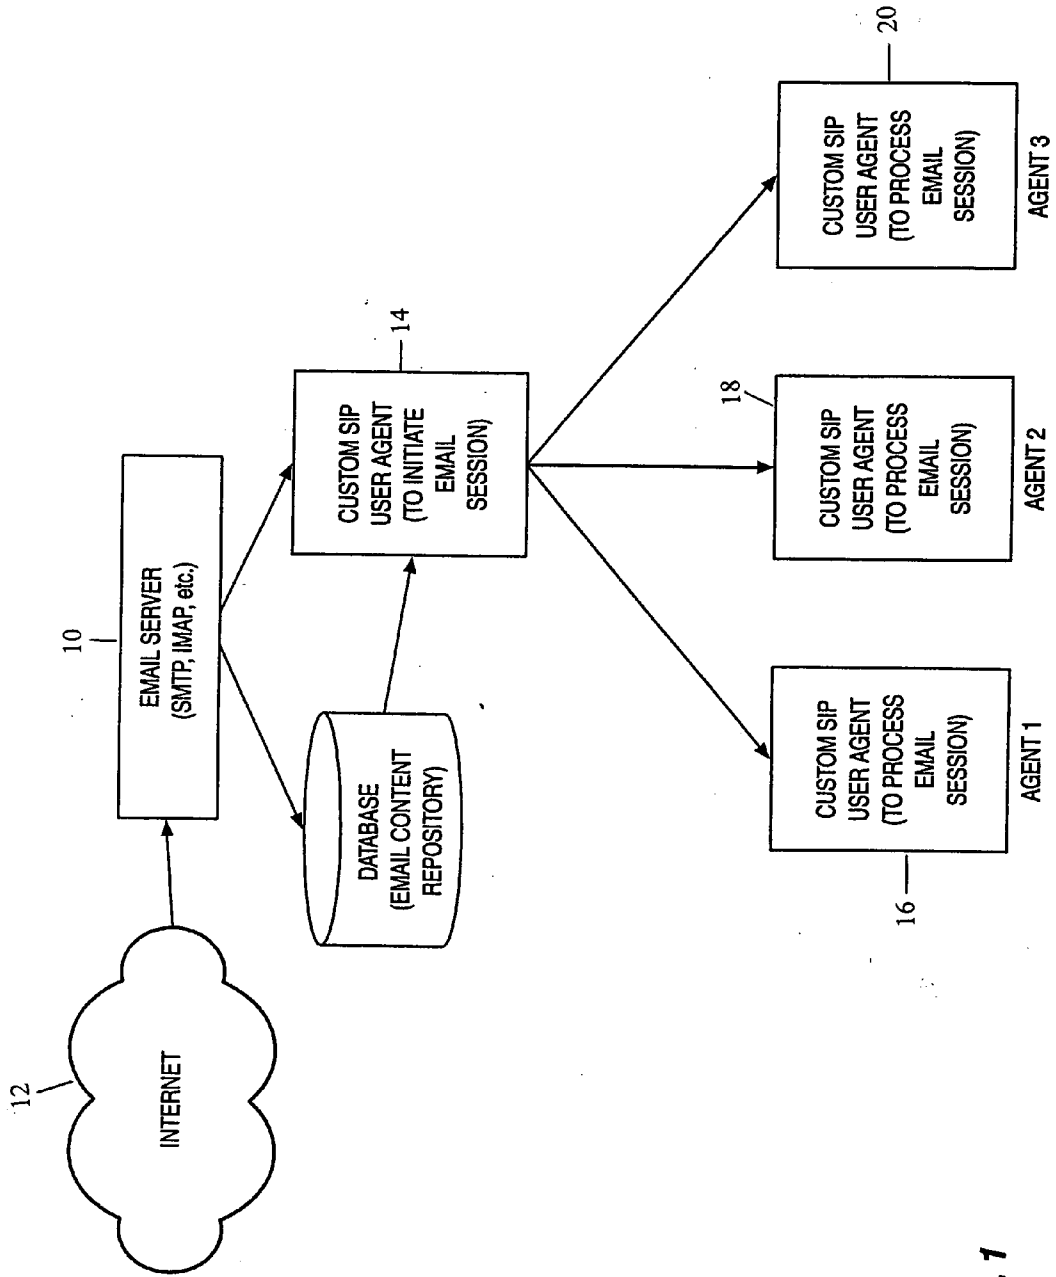 12
INTERNET
10
EMAIL SERVER
(SMTP, IMAP, etc.)
DATABASE
(EMAIL CONTENT
REPOSITORY)
14
CUSTOM SIP
USER AGENT
(TO INITIATE
EMAIL
SESSION)
16
CUSTOM SIP
USER AGENT
(TO PROCESS
EMAIL
SESSION)
AGENT 1
18
CUSTOM SIP
USER AGENT
(TO PROCESS
EMAIL
SESSION)
AGENT 2
20
CUSTOM SIP
USER AGENT
(TO PROCESS
EMAIL
SESSION)
AGENT 3
. 1